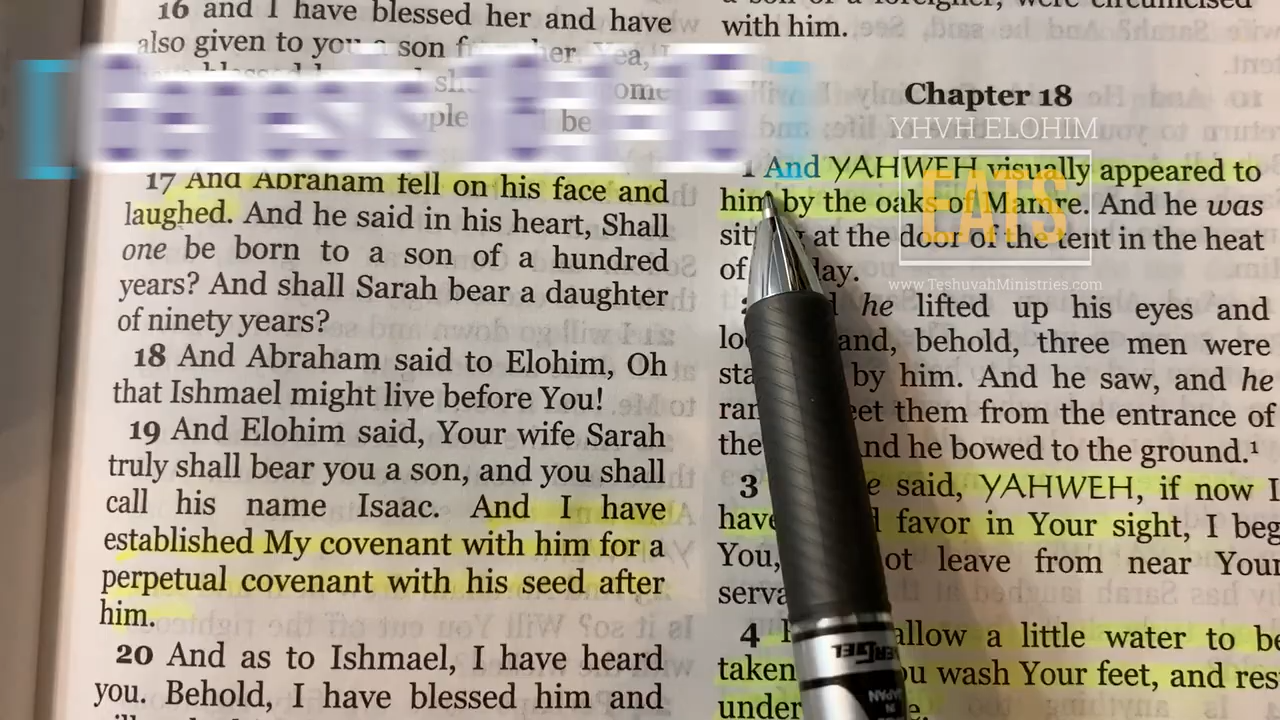 16 and I have blessed her and have
also given to you a son from her. Yea, I
ome
ple be
17 And Abraham fell on his face and
laughed. And he said in his heart, Shall
one be born to a son of a hundred
years? And shall Sarah bear a daughter
of ninety years?
18 And Abraham said to Elohim, Oh
that Ishmael might live before You!
19 And Elohim said, Your wife Sarah
truly shall bear you a son, and you shall
call his name Isaac. And I have
established My covenant with him for a
perpetual covenant with his seed after
him.
20 And as to Ishmael, I have heard
you. Behold, I have blessed him and
with him.
Chapter 18
YHVH ELOHIM
EATS
www.TeshuvahMinistries.com
1 And YAHWEH visually appeared to
him by the oaks of Mamre. And he was
at the door of the tent in the heat
of day.
he lifted up his eyes and
and, behold, three men were
by him. And he saw, and he
et them from the entrance of
the and he bowed to the ground.¹
3 said, YAHWEH, if now I
have favor in Your sight, I beg
You, not leave from near Your
4 allow a little water to be
taken you wash Your feet, and rest
under